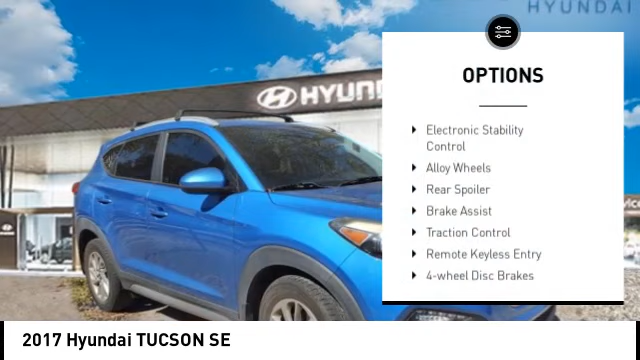 HYUNDAI
HYUN
OPTIONS
Electronic Stability
Control
Alloy Wheels
Rear Spoiler
Brake Assist
Traction Control
Remote Keyless Entry
4-wheel Disc Brakes
2017 Hyundai TUCSON SE